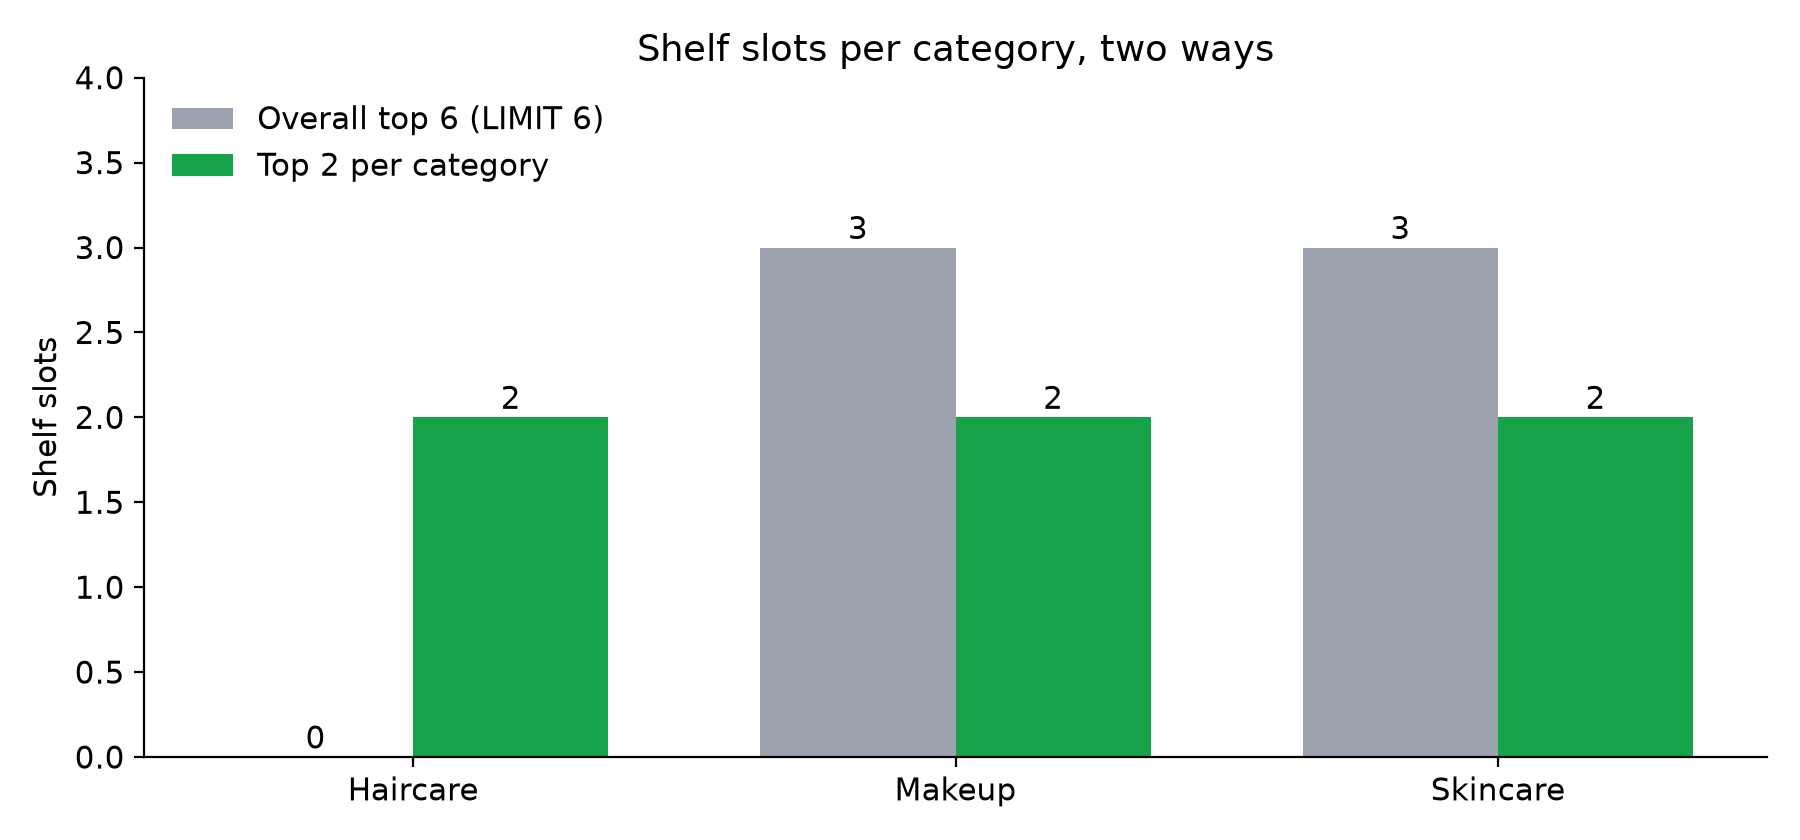 Shelf slots per category, two ways
4.0
3.5
3.0
2.5
2.0
1.5
1.0
0.5
0.0
Shelf slots
Overall top 6 (LIMIT 6)
Top 2 per category
0
2
3
2
3
2
Haircare
Makeup
Skincare